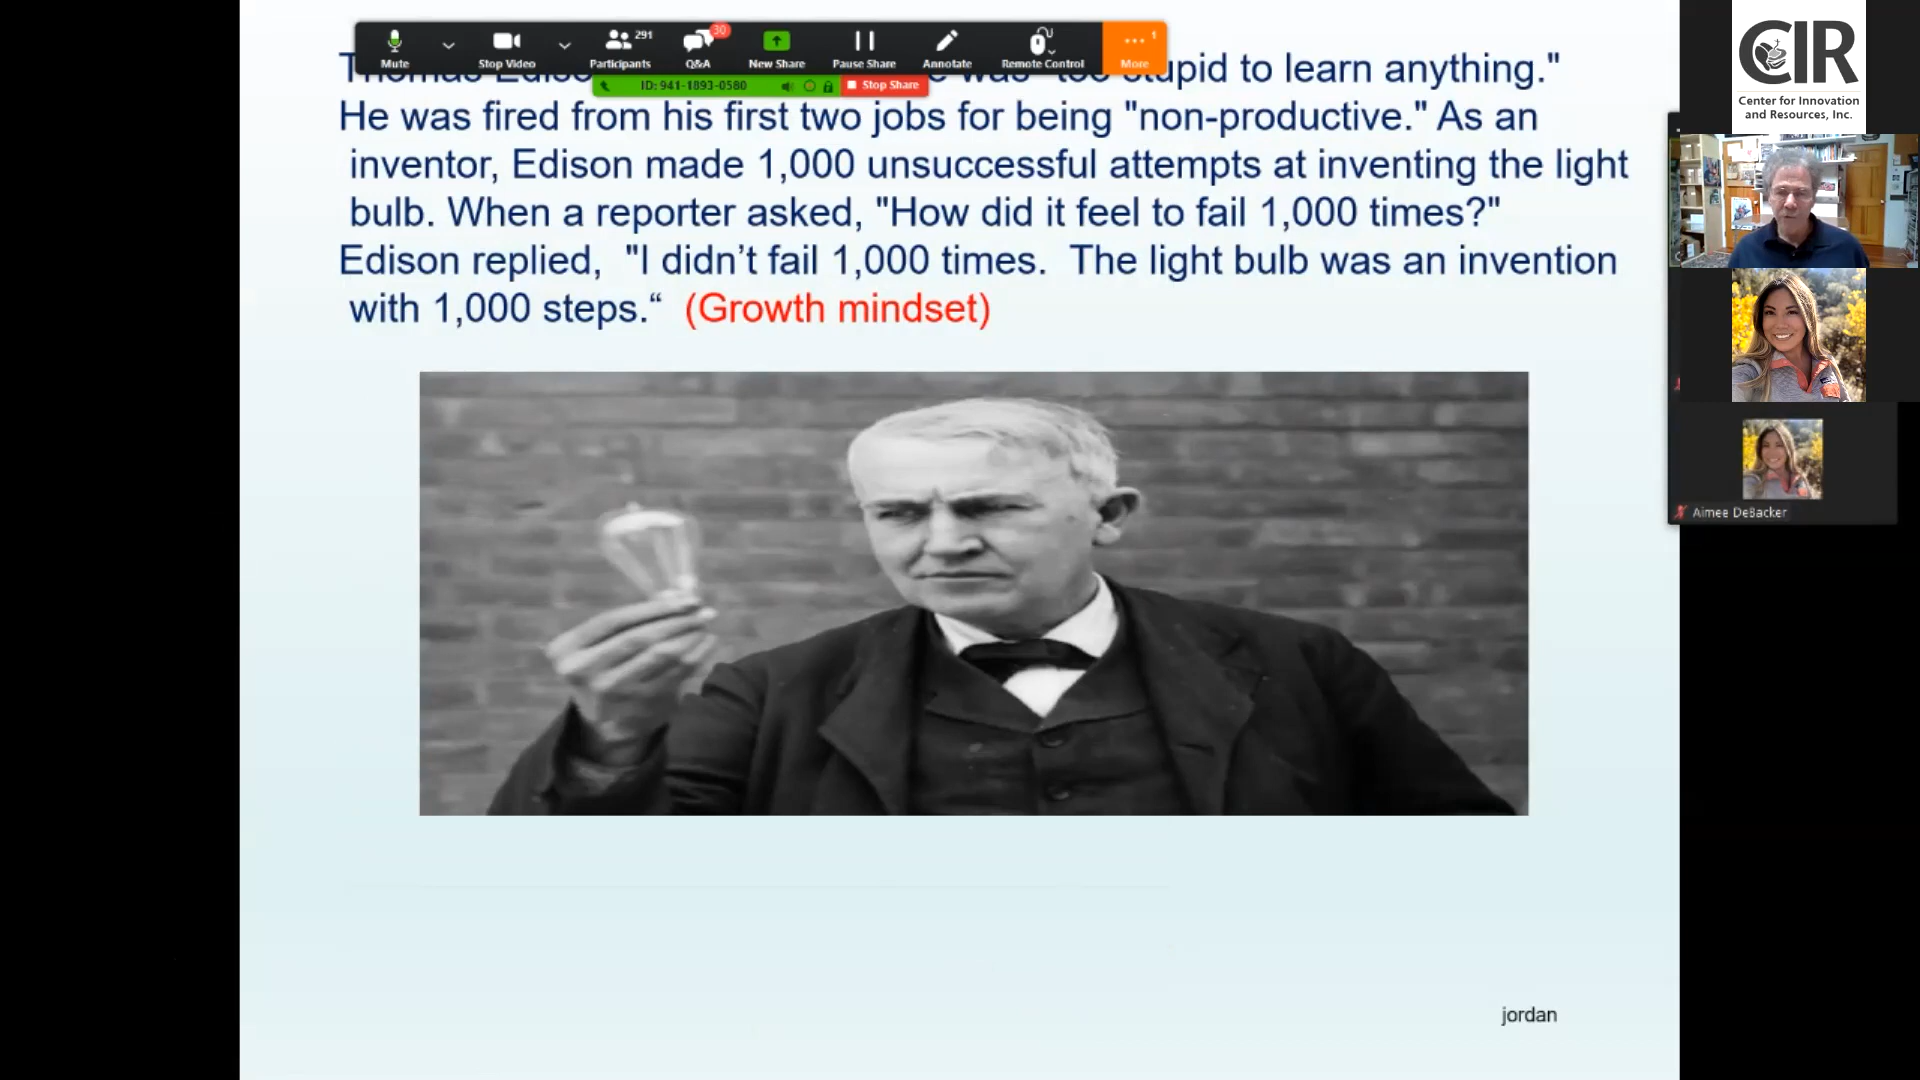 Mute
Stop Video
291
Participants
30
Q&A
New Share
Pause Share
Annotate
Remote Control
1
More
ID: 941-1893-0580
Stop Share
Thomas was "too stupid to learn anything."
He was fired from his first two jobs for being "non-productive." As an
inventor, Edison made 1,000 unsuccessful attempts at inventing the light
bulb. When a reporter asked, "How did it feel to fail 1,000 times?"
Edison replied, "I didn’t fail 1,000 times. The light bulb was an invention
with 1,000 steps.“ (Growth mindset)
jordan
CIR
Center for Innovation
and Resources, Inc.
Aimee DeBacker